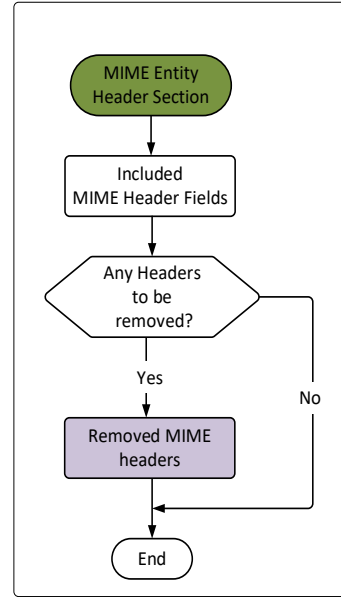 MIME Entity
Header Section
Included
MIME Header Fields
Any Headers
to be
removed?
Yes
No
Removed MIME
headers
End